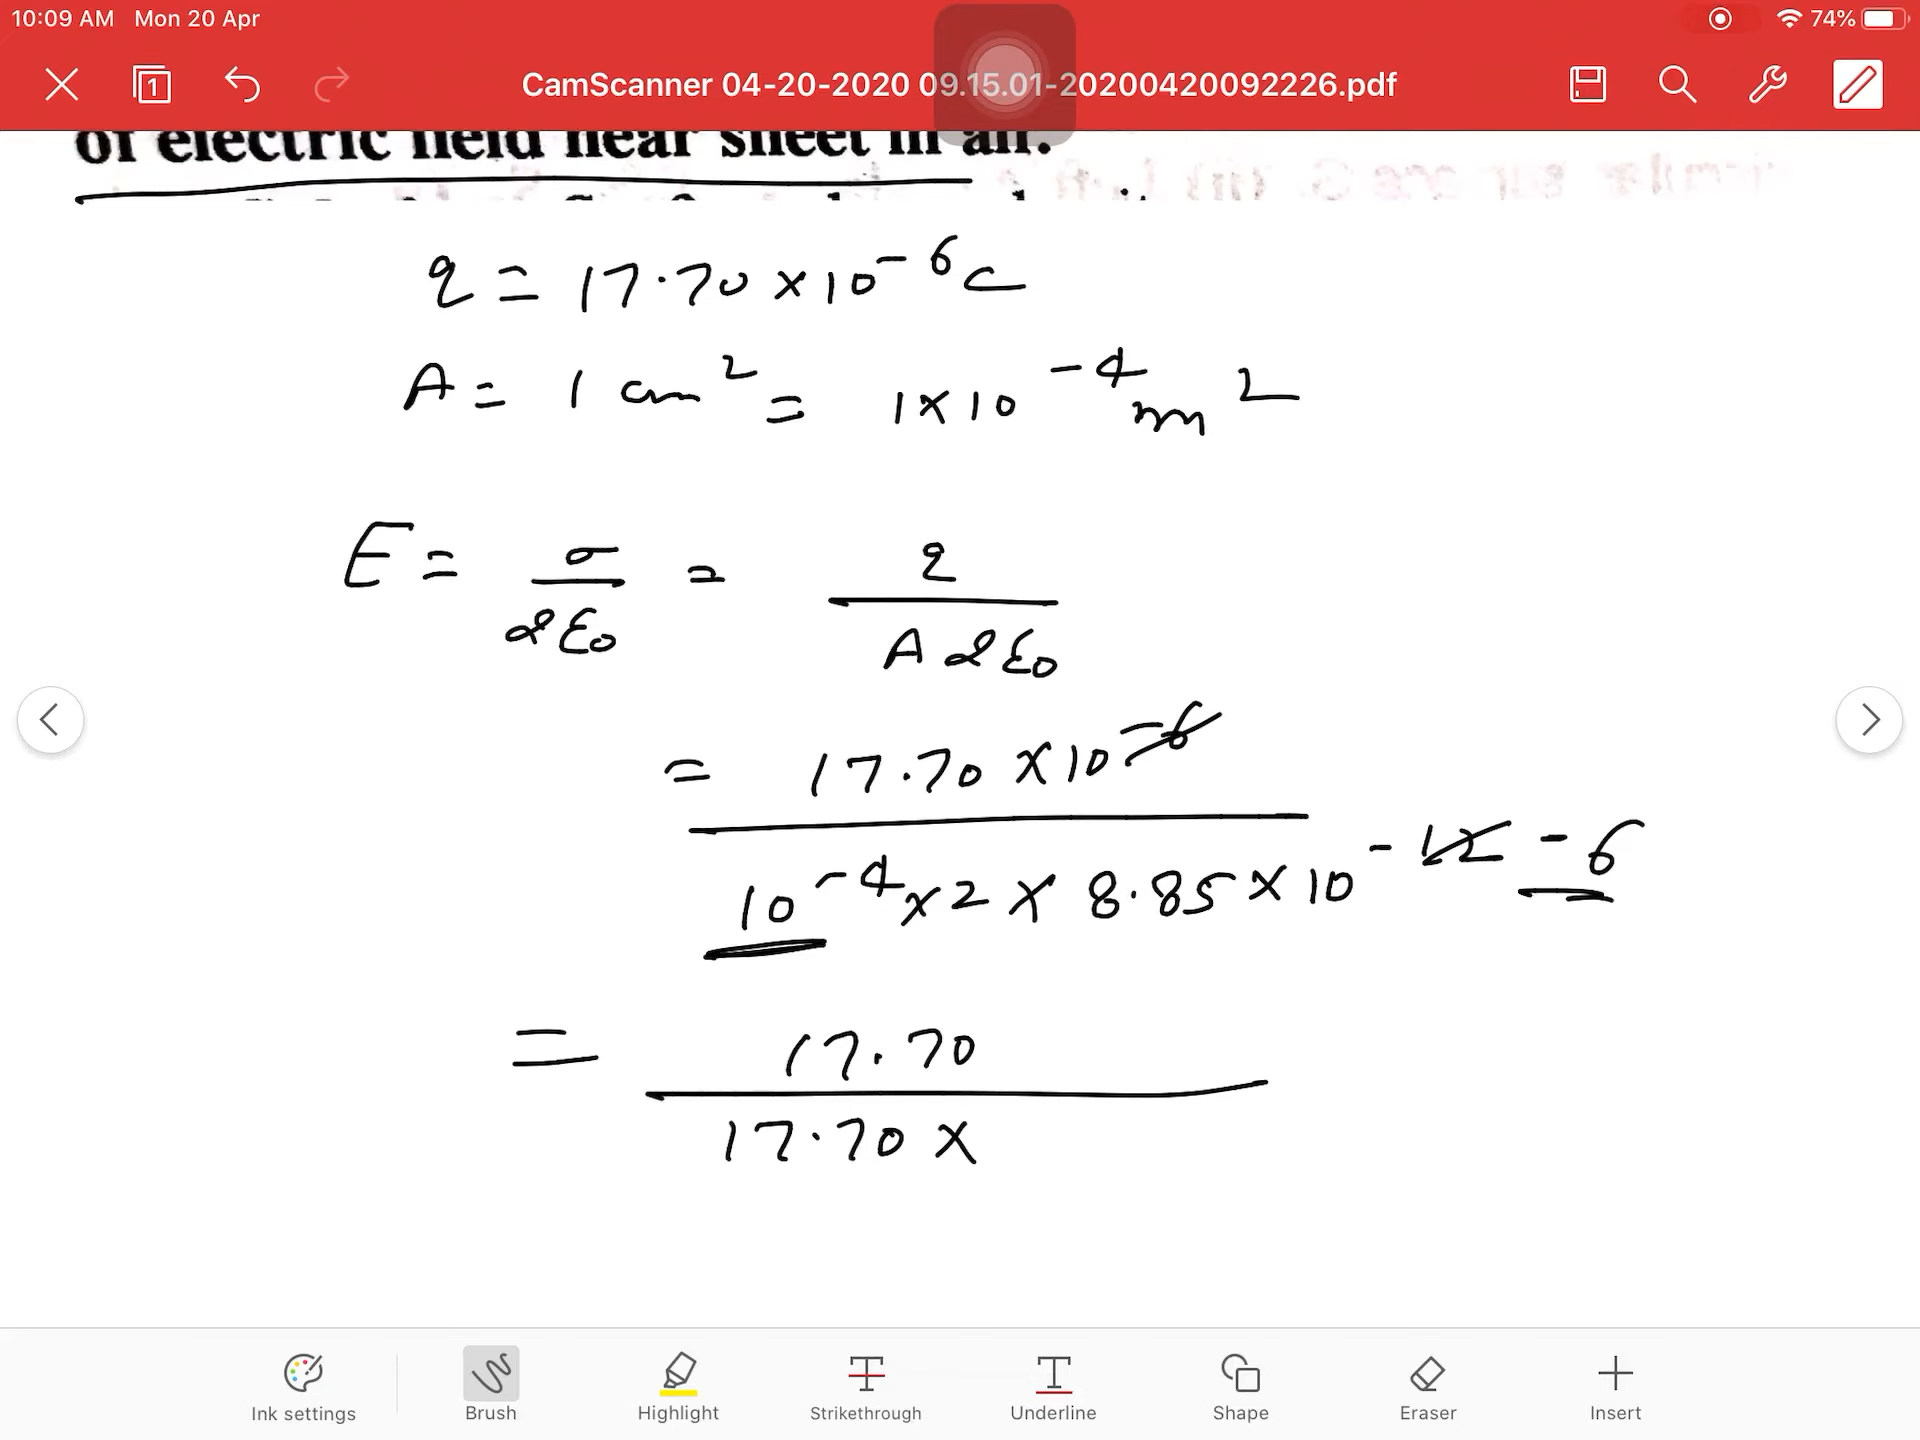 10:09 AM Mon 20 Apr 74%
1 CamScanner 04-20-2020 09.15.01-20200420092226.pdf
of electric field near sheet in air.
q = 17.70 × 10⁻⁶ C
A = 1 cm² = 1 × 10⁻⁴ m²
E = σ / 2ε₀ = q / A 2ε₀
= 17.70 × 10⁻⁶ / 10⁻⁴ × 2 × 8.85 × 10⁻¹² ⁻⁶
= 17.70 / 17.70 ×
Ink settings Brush Highlight Strikethrough Underline Shape Eraser Insert